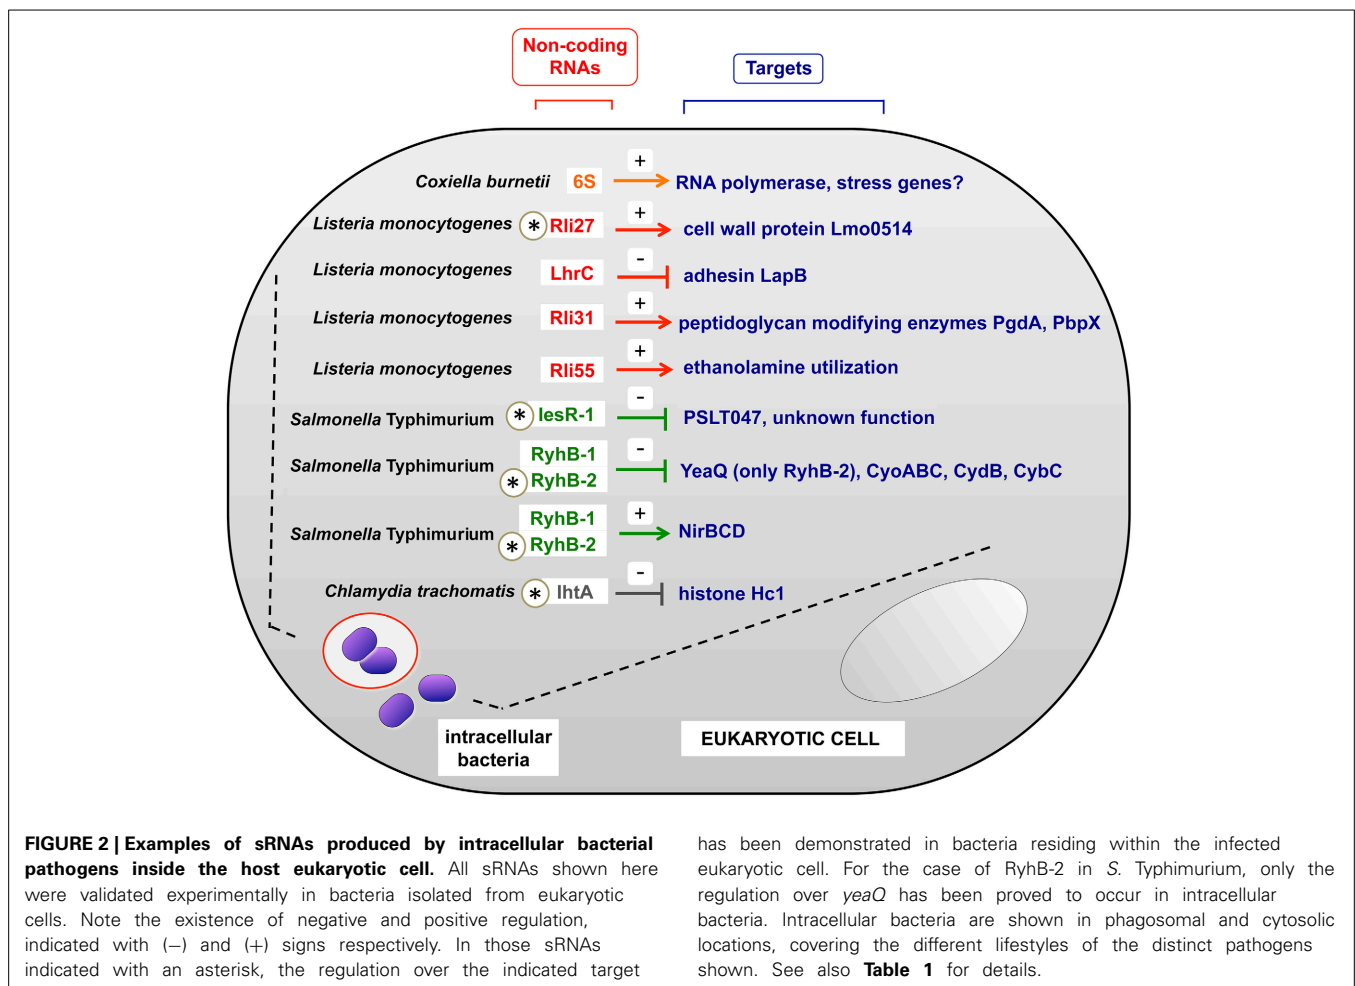 Non-coding
RNAs
Targets
Coxiella burnetii 6S + RNA polymerase, stress genes?
Listeria monocytogenes * Rli27 + cell wall protein Lmo0514
Listeria monocytogenes LhrC - adhesin LapB
Listeria monocytogenes Rli31 + peptidoglycan modifying enzymes PgdA, PbpX
Listeria monocytogenes Rli55 + ethanolamine utilization
Salmonella Typhimurium * IesR-1 - PSLT047, unknown function
RyhB-1
Salmonella Typhimurium * RyhB-2 - YeaQ (only RyhB-2), CyoABC, CydB, CybC
RyhB-1
Salmonella Typhimurium * RyhB-2 + NirBCD
Chlamydia trachomatis * IhtA - histone Hc1
intracellular
bacteria
EUKARYOTIC CELL
FIGURE 2 | Examples of sRNAs produced by intracellular bacterial
pathogens inside the host eukaryotic cell. All sRNAs shown here
were validated experimentally in bacteria isolated from eukaryotic
cells. Note the existence of negative and positive regulation,
indicated with (−) and (+) signs respectively. In those sRNAs
indicated with an asterisk, the regulation over the indicated target
has been demonstrated in bacteria residing within the infected
eukaryotic cell. For the case of RyhB-2 in S. Typhimurium, only the
regulation over yeaQ has been proved to occur in intracellular
bacteria. Intracellular bacteria are shown in phagosomal and cytosolic
locations, covering the different lifestyles of the distinct pathogens
shown. See also Table 1 for details.